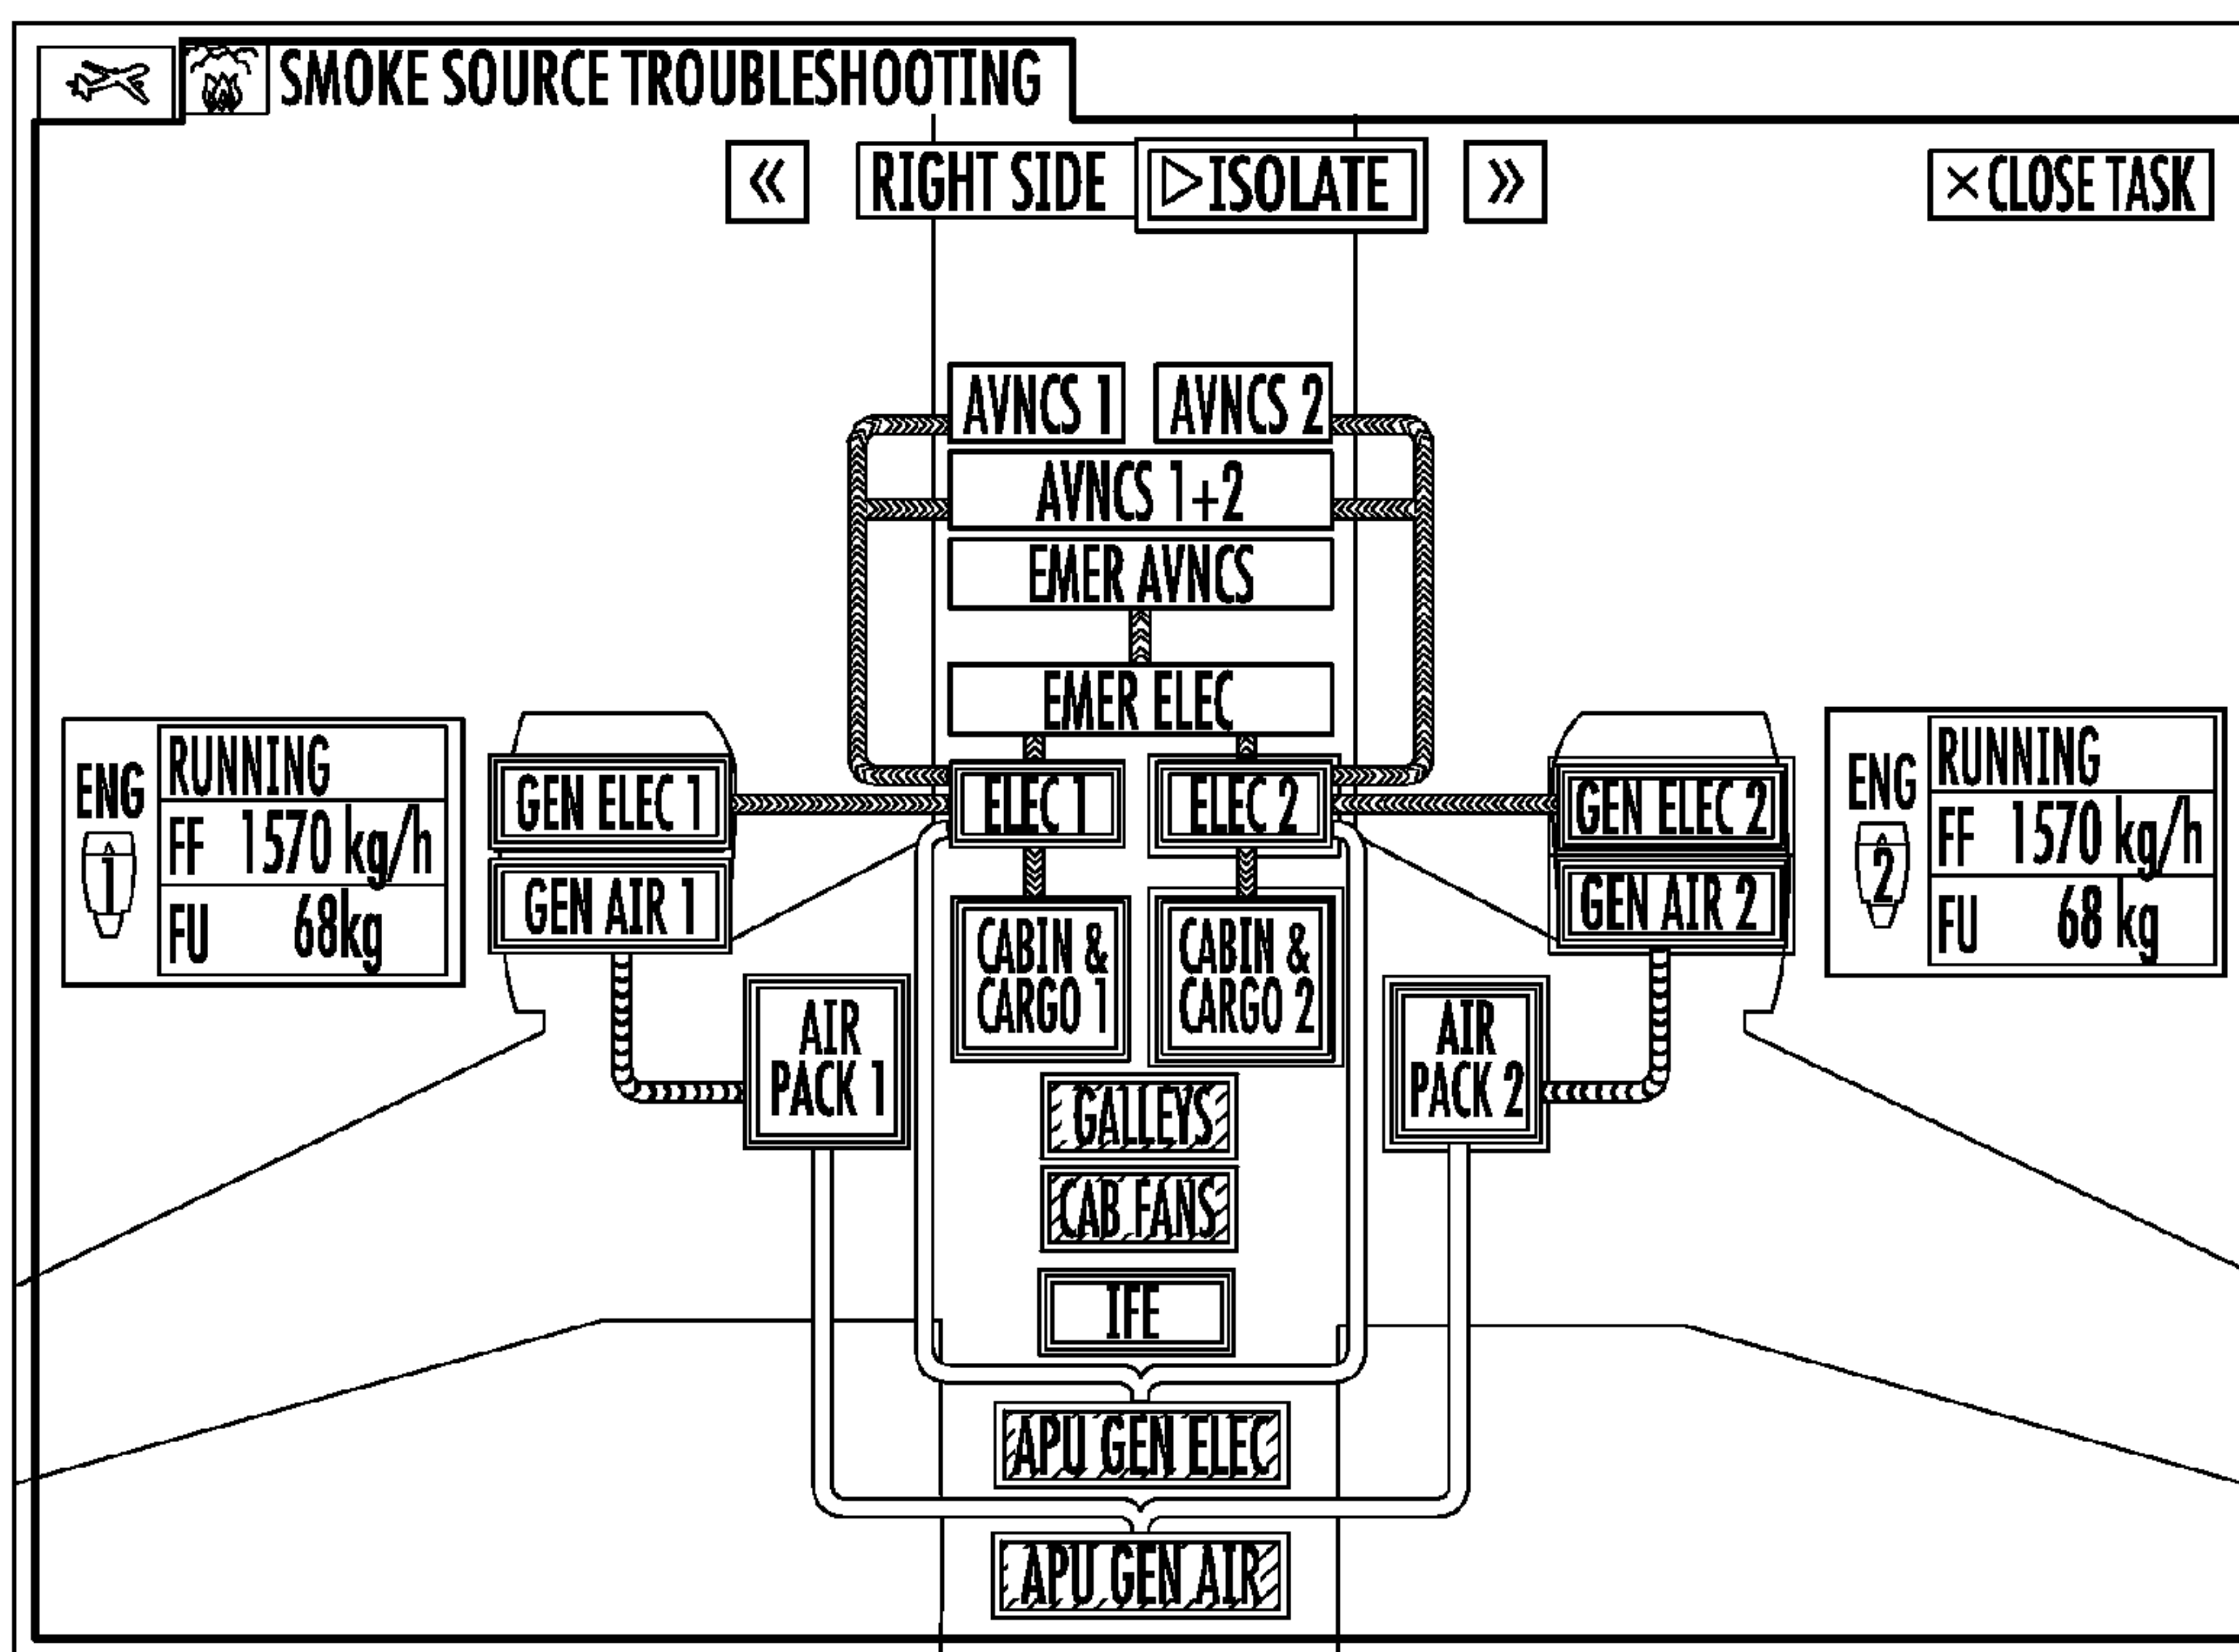 SMOKE SOURCE TROUBLESHOOTING
« RIGHT SIDE ▷ISOLATE »
×CLOSE TASK
AVNCS 1
AVNCS 2
AVNCS 1+2
EMER AVNCS
EMER ELEC
ENG
1
RUNNING
FF 1570 kg/h
FU 68kg
GEN ELEC 1
GEN AIR 1
ELEC 1
ELEC 2
GEN ELEC 2
GEN AIR 2
ENG
2
RUNNING
FF 1570 kg/h
FU 68 kg
AIR
PACK 1
CABIN &
CARGO 1
CABIN &
CARGO 2
AIR
PACK 2
GALLEYS
CAB FANS
IFE
APU GEN ELEC
APU GEN AIR